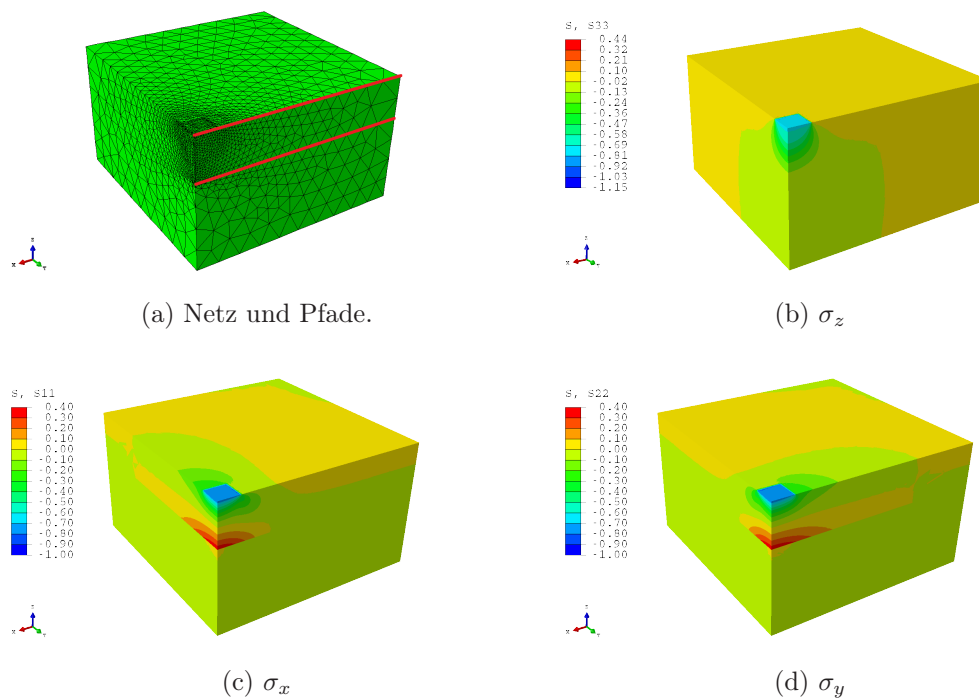 S, S33
0.44
0.32
0.21
0.10
-0.02
-0.13
-0.24
-0.36
-0.47
-0.58
-0.69
-0.81
-0.92
-1.03
-1.15
Z
X
Y
Z
X
Y
(a) Netz und Pfade.
(b) σz
S, S11
0.40
0.30
0.20
0.10
0.00
-0.10
-0.20
-0.30
-0.40
-0.50
-0.60
-0.70
-0.80
-0.90
-1.00
S, S22
0.40
0.30
0.20
0.10
0.00
-0.10
-0.20
-0.30
-0.40
-0.50
-0.60
-0.70
-0.80
-0.90
-1.00
Z
X
Y
Z
X
Y
(c) σx
(d) σy